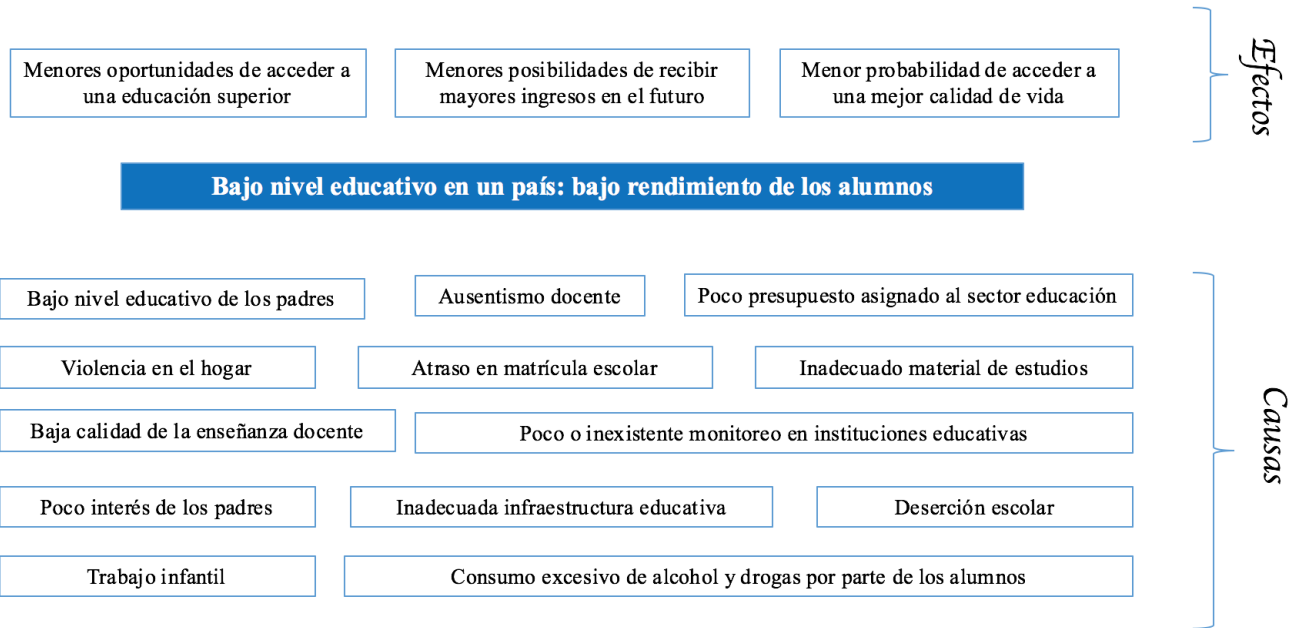 Menores oportunidades de acceder a
una educación superior
Menores posibilidades de recibir
mayores ingresos en el futuro
Menor probabilidad de acceder a
una mejor calidad de vida
Efectos
Bajo nivel educativo en un país: bajo rendimiento de los alumnos
Bajo nivel educativo de los padres
Ausentismo docente
Poco presupuesto asignado al sector educación
Violencia en el hogar
Atraso en matrícula escolar
Inadecuado material de estudios
Baja calidad de la enseñanza docente
Poco o inexistente monitoreo en instituciones educativas
Poco interés de los padres
Inadecuada infraestructura educativa
Deserción escolar
Trabajo infantil
Consumo excesivo de alcohol y drogas por parte de los alumnos
Causas